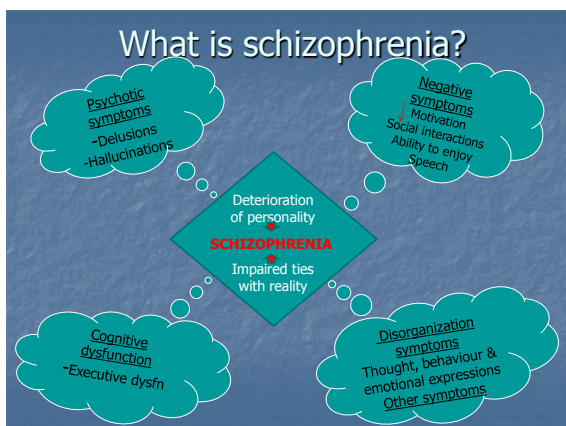 What is schizophrenia?
Psychotic
symptoms
-Delusions
-Hallucinations
Negative
symptoms
Motivation
Social interactions
Ability to enjoy
Speech
Deterioration
of personality
SCHIZOPHRENIA
Impaired ties
with reality
Cognitive
dysfunction
-Executive dysfn
Disorganization
symptoms
Thought, behaviour &
emotional expressions
Other symptoms